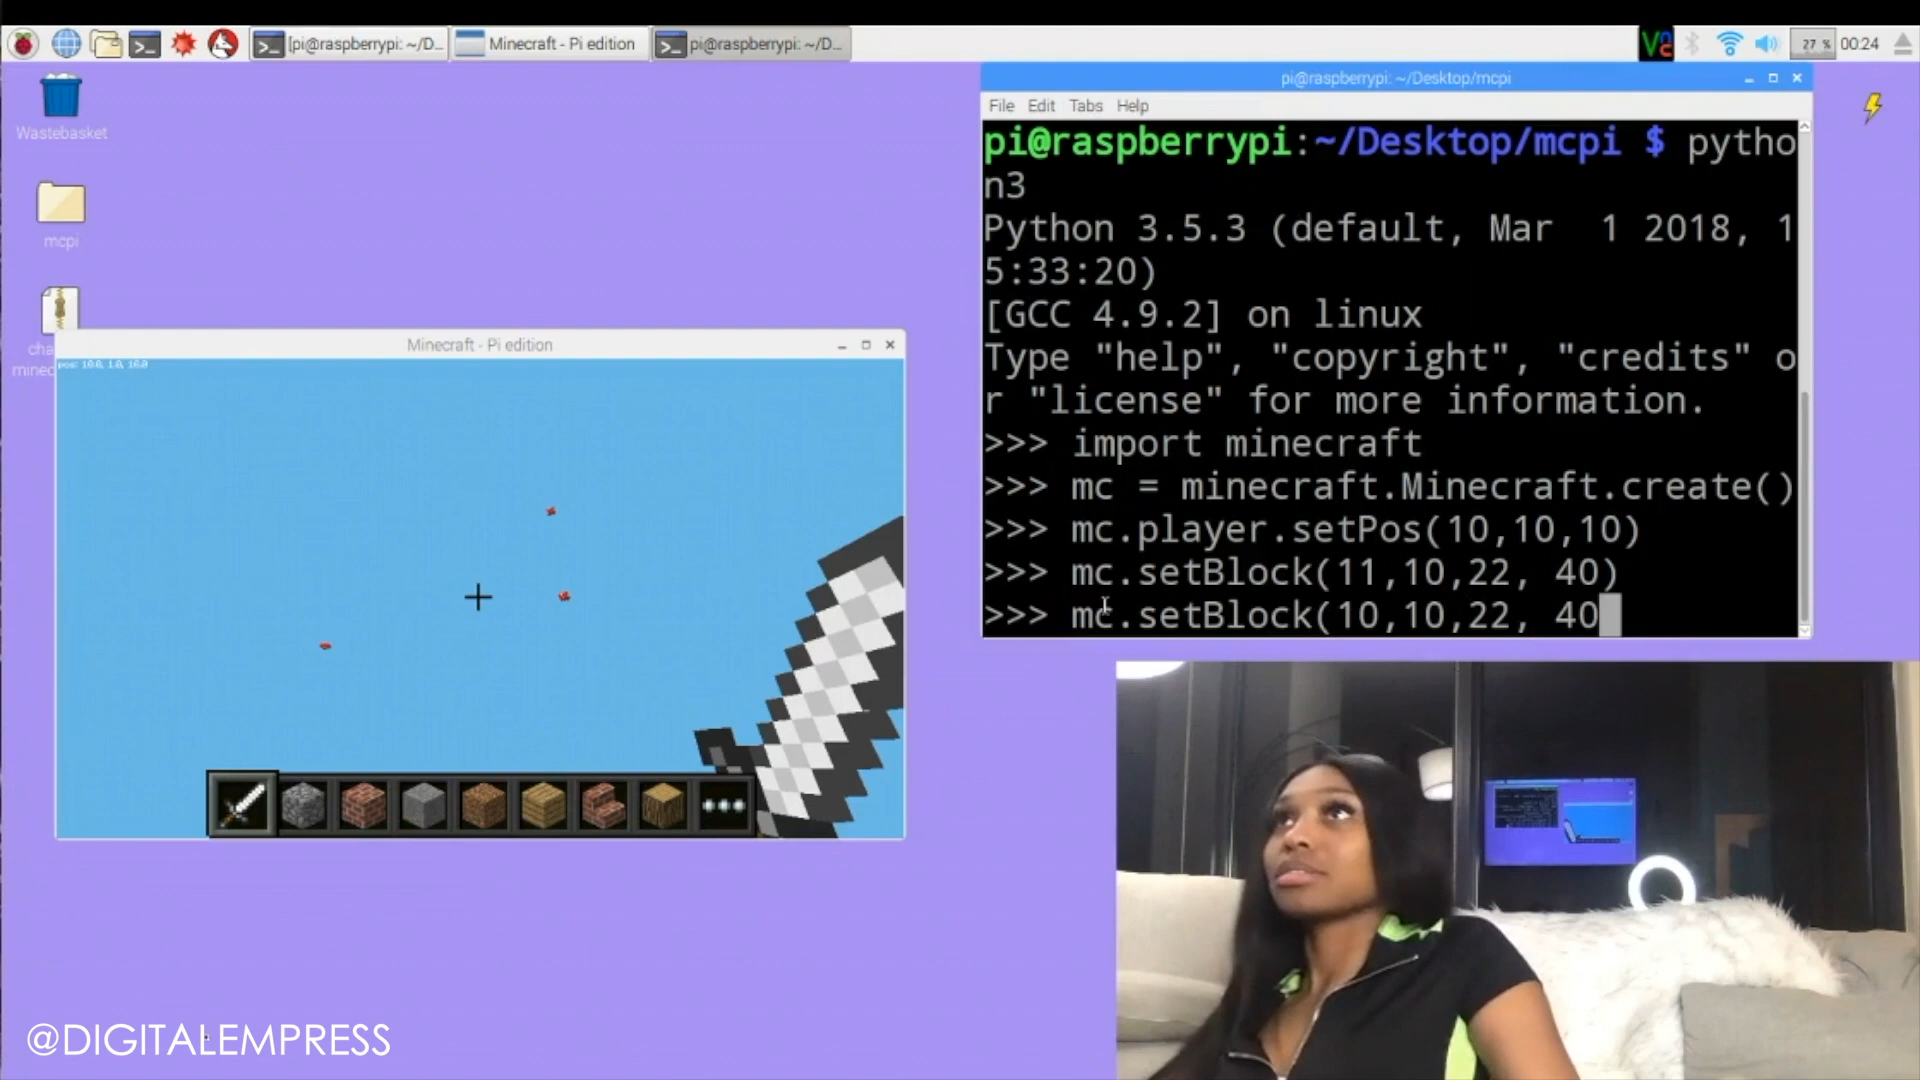 [pi@raspberrypi: ~/D...
Minecraft - Pi edition
pi@raspberrypi: ~/D...
27 %
00:24
Wastebasket
mcpi
cha
minec
Minecraft - Pi edition
pi@raspberrypi: ~/Desktop/mcpi
File Edit Tabs Help
pi@raspberrypi:~/Desktop/mcpi $ pytho
n3
Python 3.5.3 (default, Mar  1 2018, 1
5:33:20)
[GCC 4.9.2] on linux
Type "help", "copyright", "credits" o
r "license" for more information.
>>> import minecraft
>>> mc = minecraft.Minecraft.create()
>>> mc.player.setPos(10,10,10)
>>> mc.setBlock(11,10,22, 40)
>>> mc.setBlock(10,10,22, 40
@DIGITALEMPRESS